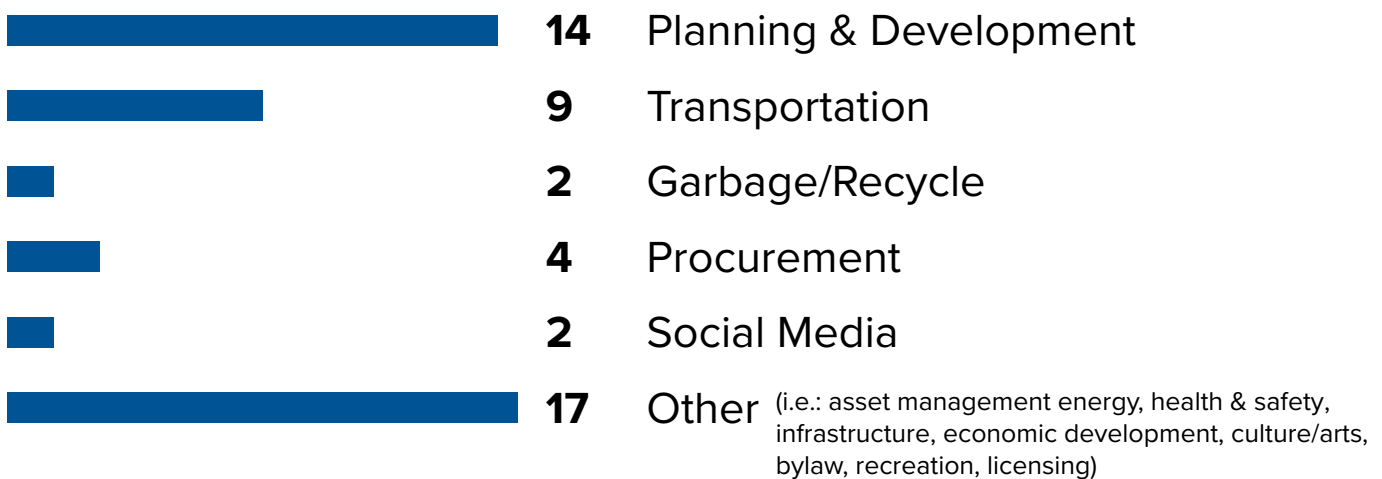 14 Planning & Development
9 Transportation
2 Garbage/Recycle
4 Procurement
2 Social Media
17 Other (i.e.: asset management energy, health & safety,
infrastructure, economic development, culture/arts,
bylaw, recreation, licensing)